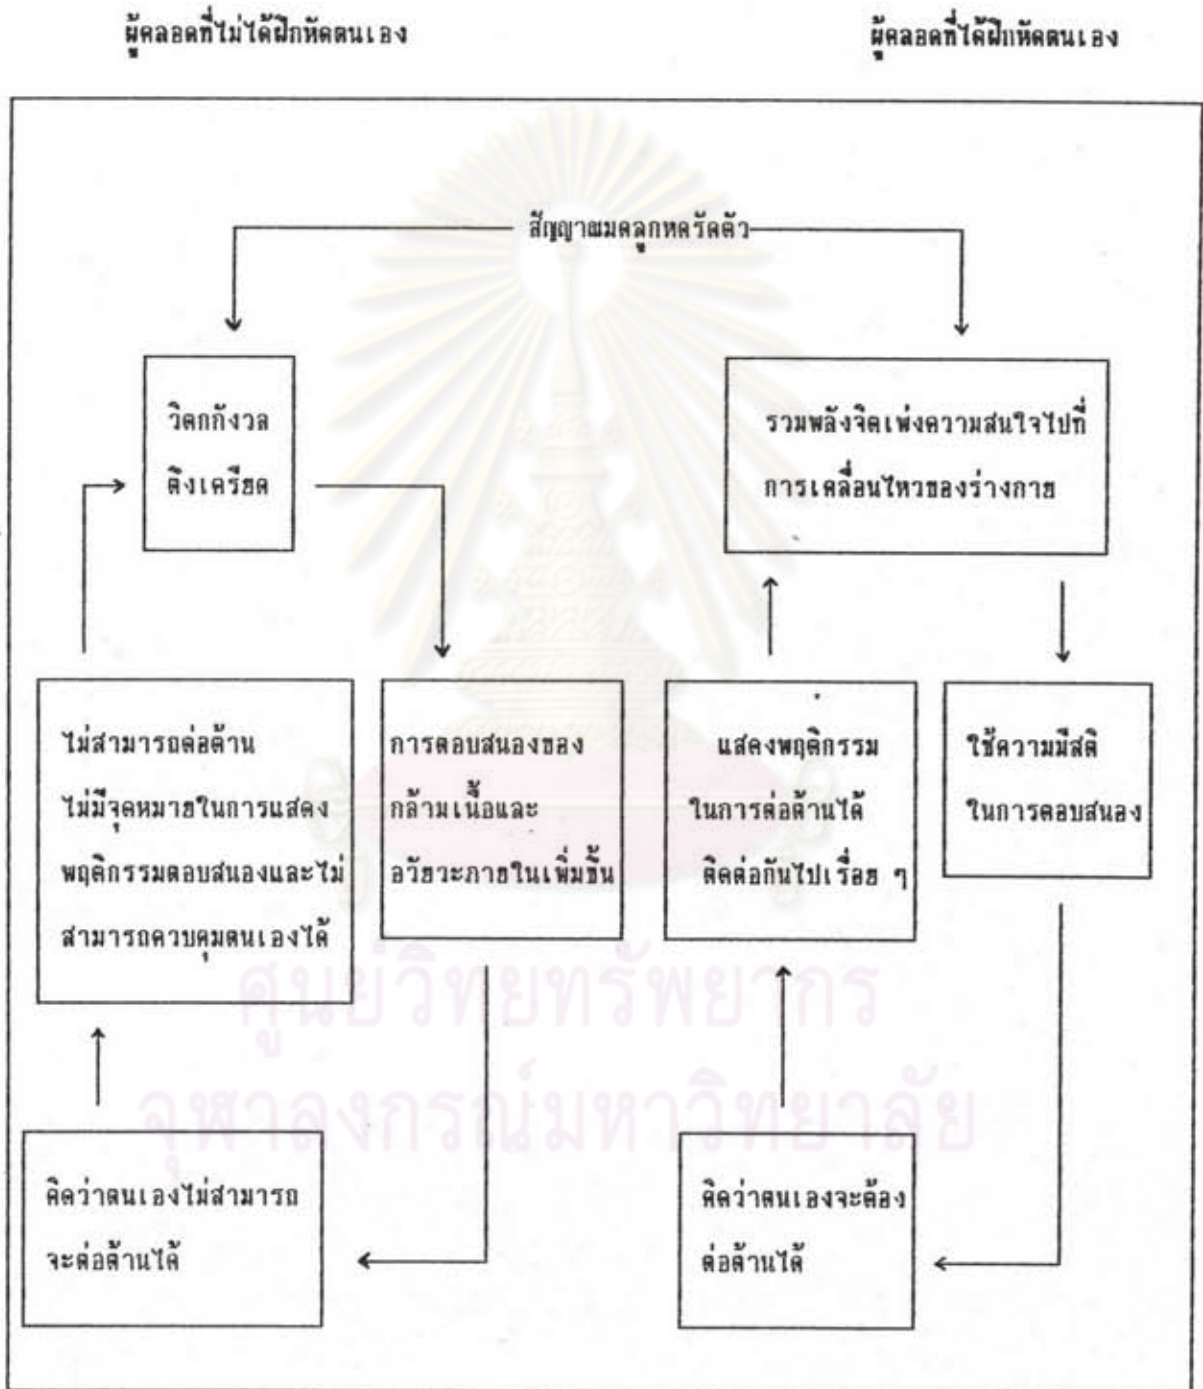 ผู้คลอดที่ไม่ได้ฝึกหัดตนเอง
ผู้คลอดที่ได้ฝึกหัดตนเอง
สัญญาณมดลูกหดรัดตัว
วิตกกังวล
ตึงเครียด
รวมพลังจิตเพ่งความสนใจไปที่
การเคลื่อนไหวของร่างกาย
ไม่สามารถต่อต้าน
ไม่มีจุดหมายในการแสดง
พฤติกรรมตอบสนองและไม่
สามารถควบคุมตนเองได้
การตอบสนองของ
กล้ามเนื้อและ
อวัยวะภายในเพิ่มขึ้น
แสดงพฤติกรรม
ในการต่อต้านได้
ติดต่อกันไปเรื่อย ๆ
ใช้ความมีสติ
ในการตอบสนอง
ศูนย์วิทยทรัพยากร
จุฬาลงกรณ์มหาวิทยาลัย
คิดว่าตนเองไม่สามารถ
จะต่อต้านได้
คิดว่าตนเองจะต้อง
ต่อต้านได้